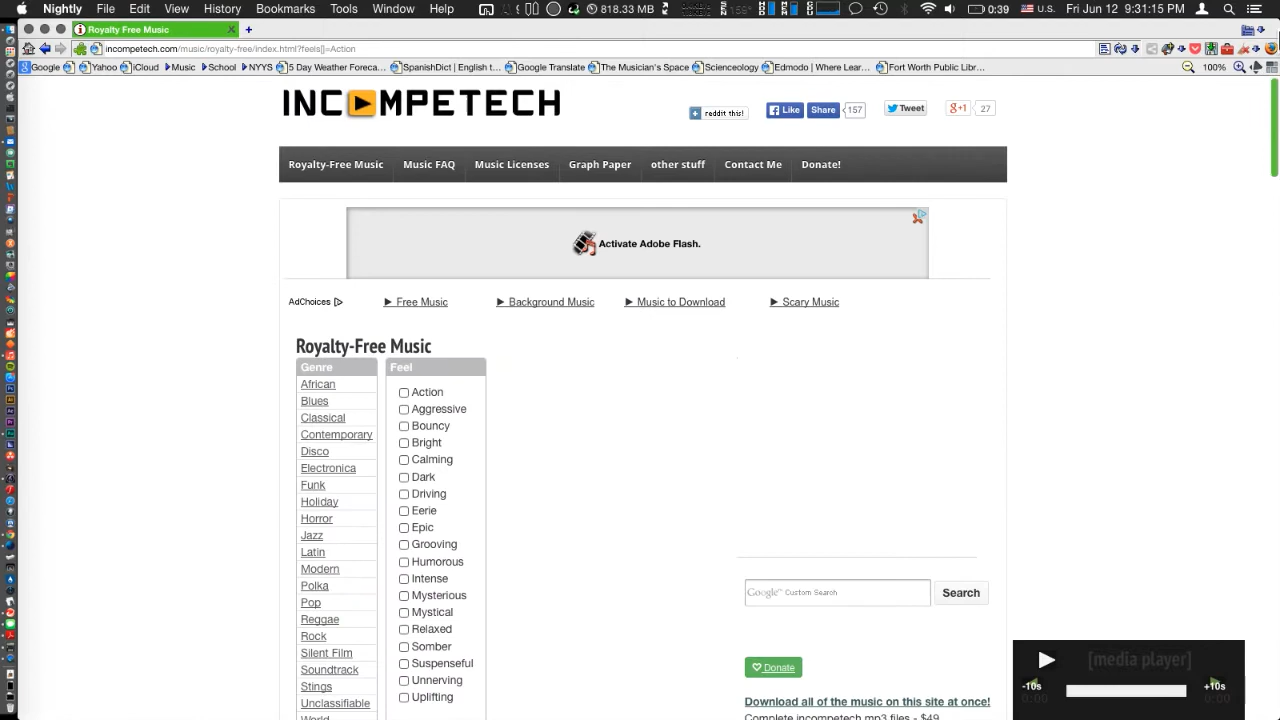 Nightly File Edit View History Bookmarks Tools Window Help 818.33 MB 0:39 U.S. Fri Jun 12 9:31:15 PM
Royalty Free Music
incompetech.com/music/royalty-free/index.html?feels[]=Action
Google Yahoo iCloud Music School NYYS 5 Day Weather Foreca... SpanishDict | English t... Google Translate The Musician's Space Scienceology Edmodo | Where Lear... Fort Worth Public Libr... 100%
INCOMPETECH
reddit this! Like Share 157 Tweet g+1 27
Royalty-Free Music Music FAQ Music Licenses Graph Paper other stuff Contact Me Donate!
Activate Adobe Flash.
AdChoices Free Music Background Music Music to Download Scary Music
Royalty-Free Music
Genre
African
Blues
Classical
Contemporary
Disco
Electronica
Funk
Holiday
Horror
Jazz
Latin
Modern
Polka
Pop
Reggae
Rock
Silent Film
Soundtrack
Stings
Unclassifiable
World
Feel
Action
Aggressive
Bouncy
Bright
Calming
Dark
Driving
Eerie
Epic
Grooving
Humorous
Intense
Mysterious
Mystical
Relaxed
Somber
Suspenseful
Unnerving
Uplifting
Google™ Custom Search Search
Donate
Download all of the music on this site at once!
Complete incompetech mp3 files - $49
[media player]
-10s +10s
0:00 0:00